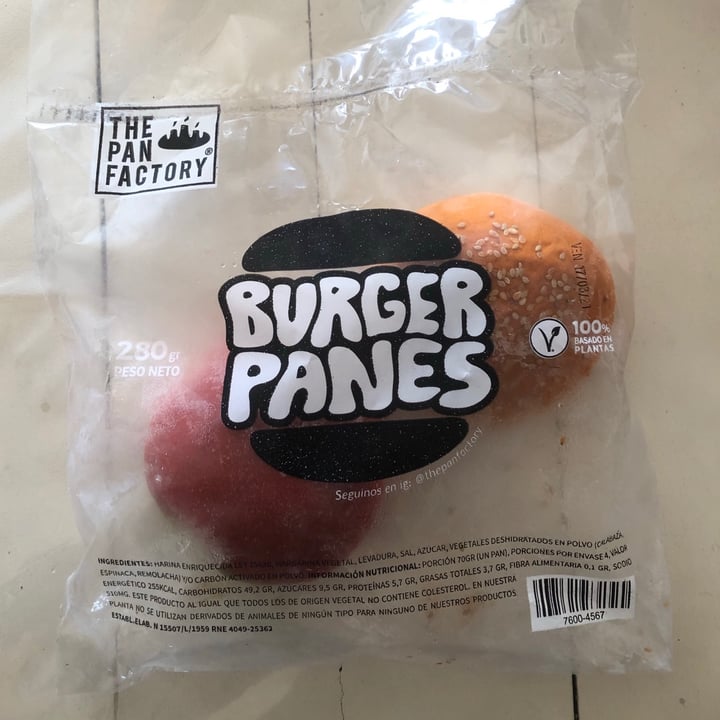 THE
PAN
FACTORY®
BURGER
PANES
280 gr
PESO NETO
V
100%
BASADO EN
PLANTAS
Seguinos en ig: @thepanfactory
INGREDIENTES: HARINA ENRIQUECIDA LEY MARGARINA VEGETAL, LEVADURA, SAL, AZUCAR, VEGETALES DESHIDRATADOS EN POLVO (CALABAZA,
ESPINACA, REMOLACHA) Y/O CARBÓN ACTIVADO EN POLVO. INFORMACIÓN NUTRICIONAL: PORCIÓN 70GR (UN PAN), PORCIONES POR ENVASE 4, VALOR
ENERGÉTICO 255KCAL, CARBOHIDRATOS 49,2 GR, AZUCARES 9,5 GR, PROTEÍNAS 5,7 GR, GRASAS TOTALES 3,7 GR, FIBRA ALIMENTARIA 0,1 GR, SODIO
510MG. ESTE PRODUCTO AL IGUAL QUE TODOS LOS DE ORIGEN VEGETAL NO CONTIENE COLESTEROL. EN NUESTRA
PLANTA NO SE UTILIZAN DERVADOS DE ANIMALES DE NINGÚN TIPO PARA NINGUNO DE NUESTROS PRODUCTOS
ESTABL.ELAB. N 15507/L/1959 RNE 4049-25362
7600-4567